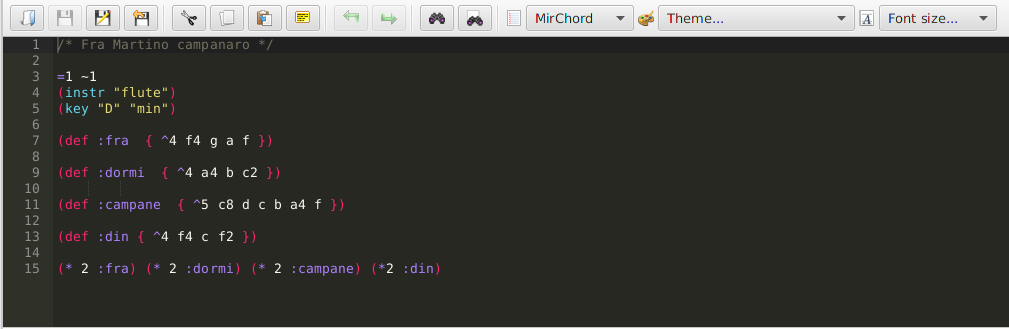 MirChord Theme... Font size...
1 /* Fra Martino campanaro */
2
3 =1 ~1
4 (instr "flute")
5 (key "D" "min")
6
7 (def :fra  { ^4 f4 g a f })
8
9 (def :dormi  { ^4 a4 b c2 })
10
11 (def :campane  { ^5 c8 d c b a4 f })
12
13 (def :din { ^4 f4 c f2 })
14
15 (* 2 :fra) (* 2 :dormi) (* 2 :campane) (*2 :din)